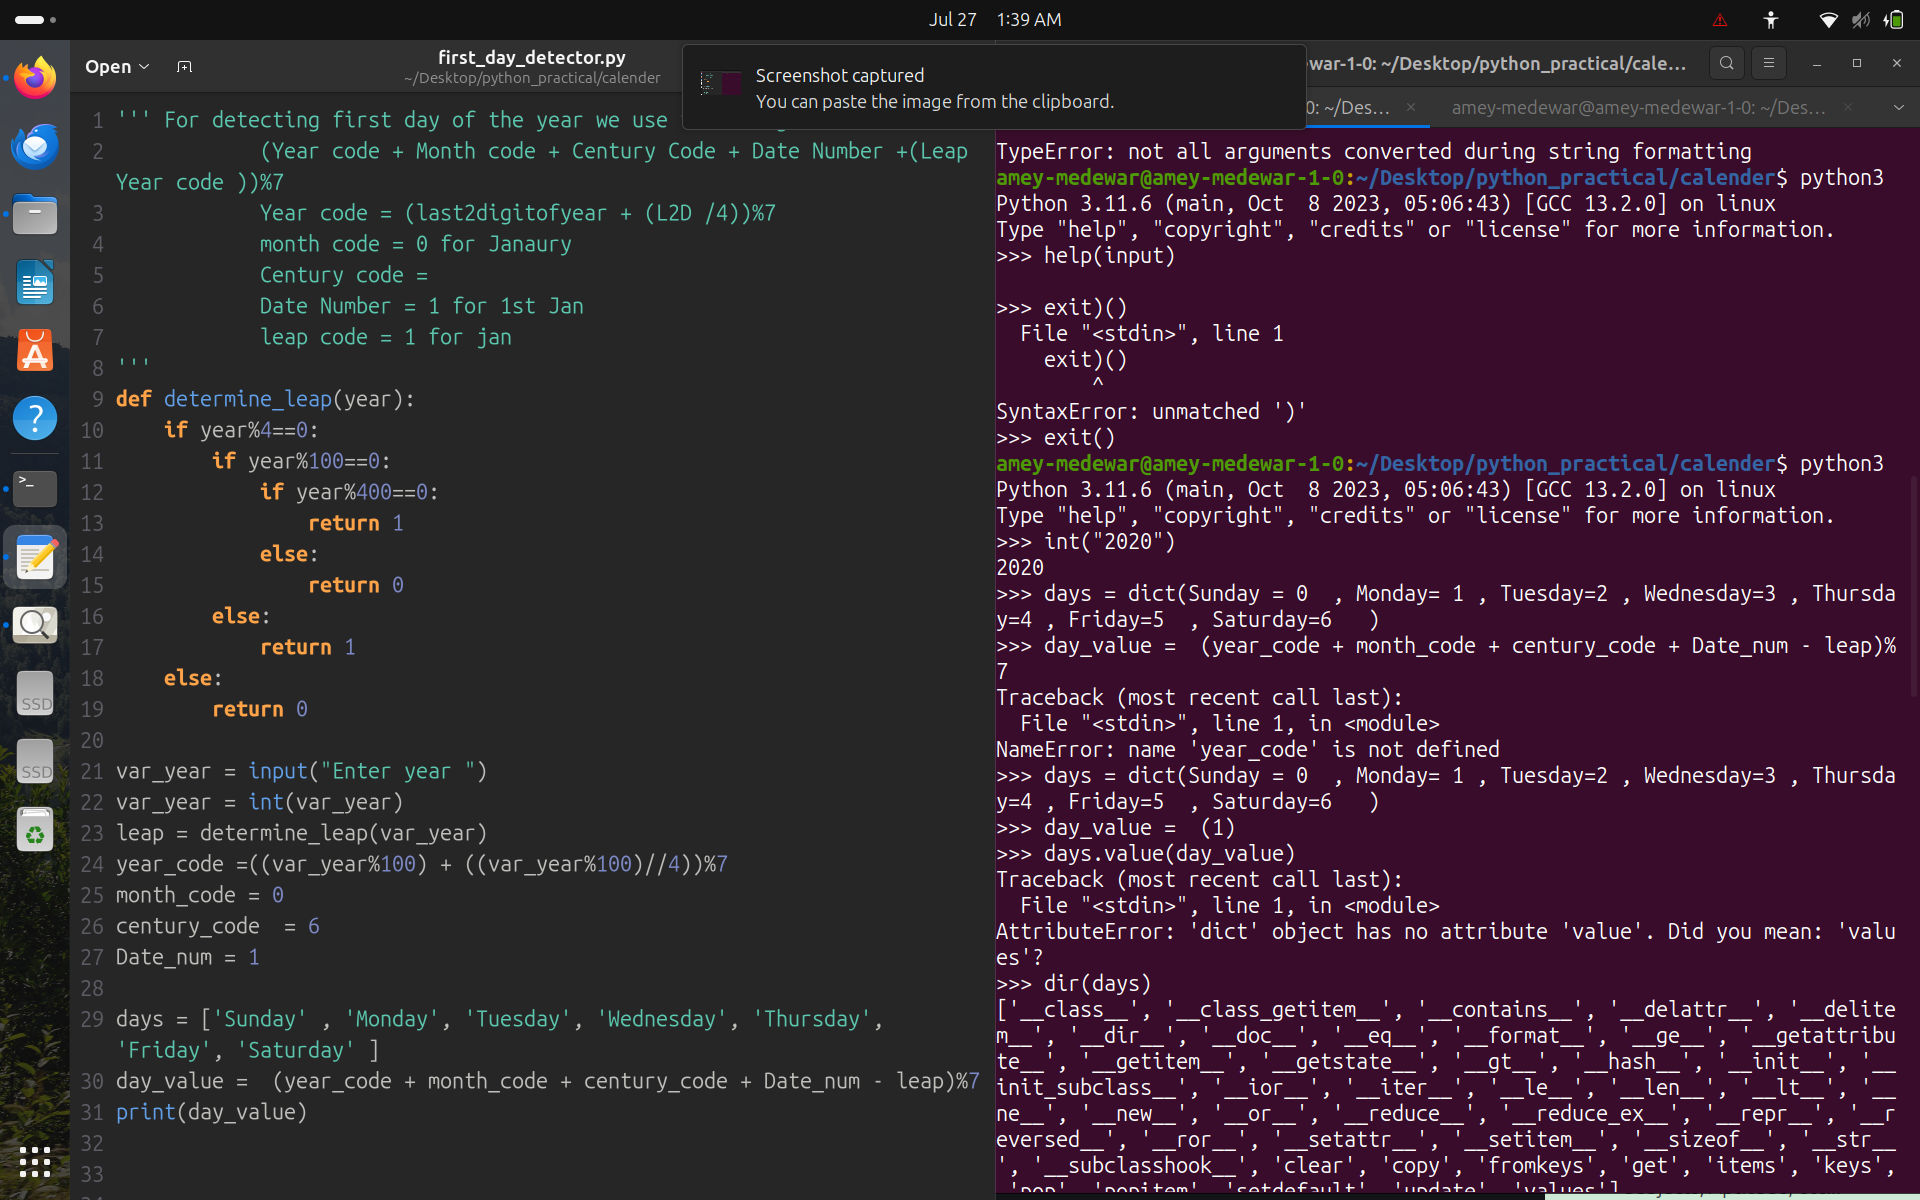 Jul 27 1:39 AM
Open
first_day_detector.py
~/Desktop/python_practical/calender
Screenshot captured
You can paste the image from the clipboard.
war-1-0: ~/Desktop/python_practical/cale...
0: ~/Des...
amey-medewar@amey-medewar-1-0: ~/Des...
1 ''' For detecting first day of the year we use
2 (Year code + Month code + Century Code + Date Number +(Leap
Year code ))%7
3 Year code = (last2digitofyear + (L2D /4))%7
4 month code = 0 for Janaury
5 Century code =
6 Date Number = 1 for 1st Jan
7 leap code = 1 for jan
8 '''
9 def determine_leap(year):
10 if year%4==0:
11 if year%100==0:
12 if year%400==0:
13 return 1
14 else:
15 return 0
16 else:
17 return 1
18 else:
19 return 0
20
21 var_year = input("Enter year ")
22 var_year = int(var_year)
23 leap = determine_leap(var_year)
24 year_code =((var_year%100) + ((var_year%100)//4))%7
25 month_code = 0
26 century_code  = 6
27 Date_num = 1
28
29 days = ['Sunday' , 'Monday', 'Tuesday', 'Wednesday', 'Thursday',
'Friday', 'Saturday' ]
30 day_value =  (year_code + month_code + century_code + Date_num - leap)%7
31 print(day_value)
32
33
SSD
SSD
TypeError: not all arguments converted during string formatting
amey-medewar@amey-medewar-1-0:~/Desktop/python_practical/calender$ python3
Python 3.11.6 (main, Oct  8 2023, 05:06:43) [GCC 13.2.0] on linux
Type "help", "copyright", "credits" or "license" for more information.
>>> help(input)
>>> exit)()
File "<stdin>", line 1
exit)()
^
SyntaxError: unmatched ')'
>>> exit()
amey-medewar@amey-medewar-1-0:~/Desktop/python_practical/calender$ python3
Python 3.11.6 (main, Oct  8 2023, 05:06:43) [GCC 13.2.0] on linux
Type "help", "copyright", "credits" or "license" for more information.
>>> int("2020")
2020
>>> days = dict(Sunday = 0  , Monday= 1 , Tuesday=2 , Wednesday=3 , Thursda
y=4 , Friday=5  , Saturday=6   )
>>> day_value =  (year_code + month_code + century_code + Date_num - leap)%
7
Traceback (most recent call last):
File "<stdin>", line 1, in <module>
NameError: name 'year_code' is not defined
>>> days = dict(Sunday = 0  , Monday= 1 , Tuesday=2 , Wednesday=3 , Thursda
y=4 , Friday=5  , Saturday=6   )
>>> day_value =  (1)
>>> days.value(day_value)
Traceback (most recent call last):
File "<stdin>", line 1, in <module>
AttributeError: 'dict' object has no attribute 'value'. Did you mean: 'valu
es'?
>>> dir(days)
['__class__', '__class_getitem__', '__contains__', '__delattr__', '__delite
m__', '__dir__', '__doc__', '__eq__', '__format__', '__ge__', '__getattribu
te__', '__getitem__', '__getstate__', '__gt__', '__hash__', '__init__', '__
init_subclass__', '__ior__', '__iter__', '__le__', '__len__', '__lt__', '__
ne__', '__new__', '__or__', '__reduce__', '__reduce_ex__', '__repr__', '__r
eversed__', '__ror__', '__setattr__', '__setitem__', '__sizeof__', '__str__
', '__subclasshook__', 'clear', 'copy', 'fromkeys', 'get', 'items', 'keys',
'pop', 'popitem', 'setdefault', 'update', 'values']